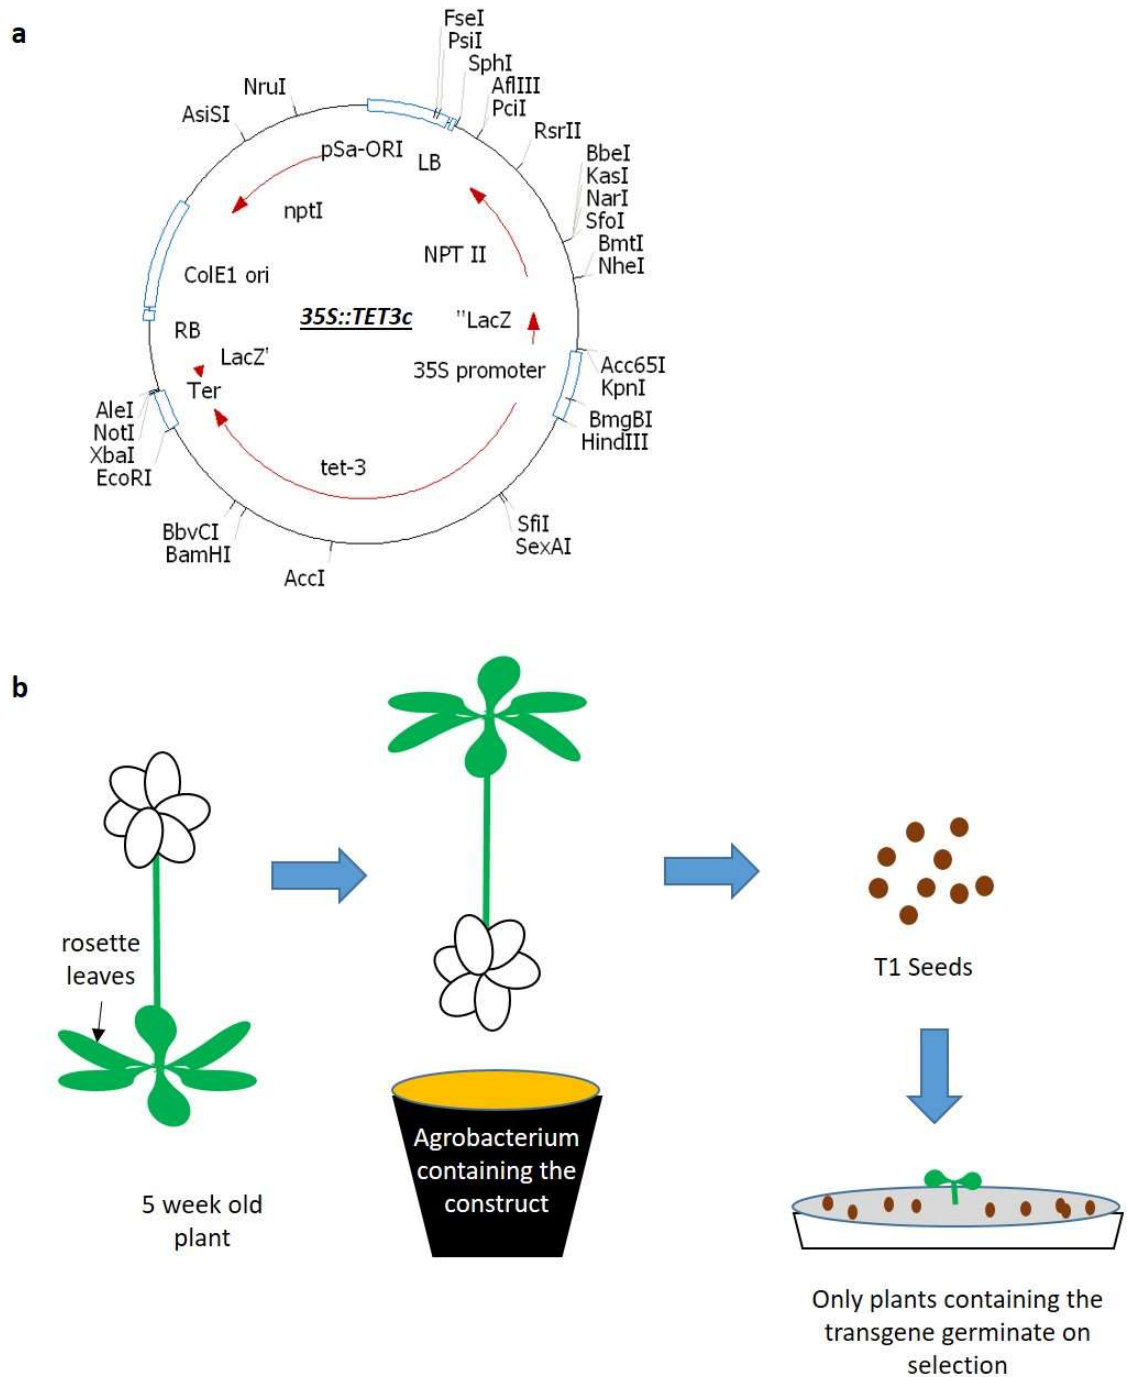 a
FseI
PsiI
SphI
AflIII
PciI
RsrII
BbeI
KasI
NarI
SfoI
BmtI
NheI
NruI
AsiSI
pSa-ORI
LB
nptI
NPT II
ColE1 ori
35S::TET3c
"LacZ
RB
LacZ'
35S promoter
Acc65I
KpnI
Ter
BmgBI
HindIII
AleI
NotI
XbaI
EcoRI
tet-3
SfiI
SexAI
BbvCI
BamHI
AccI
b
rosette
leaves
5 week old
plant
Agrobacterium
containing the
construct
T1 Seeds
Only plants containing the
transgene germinate on
selection